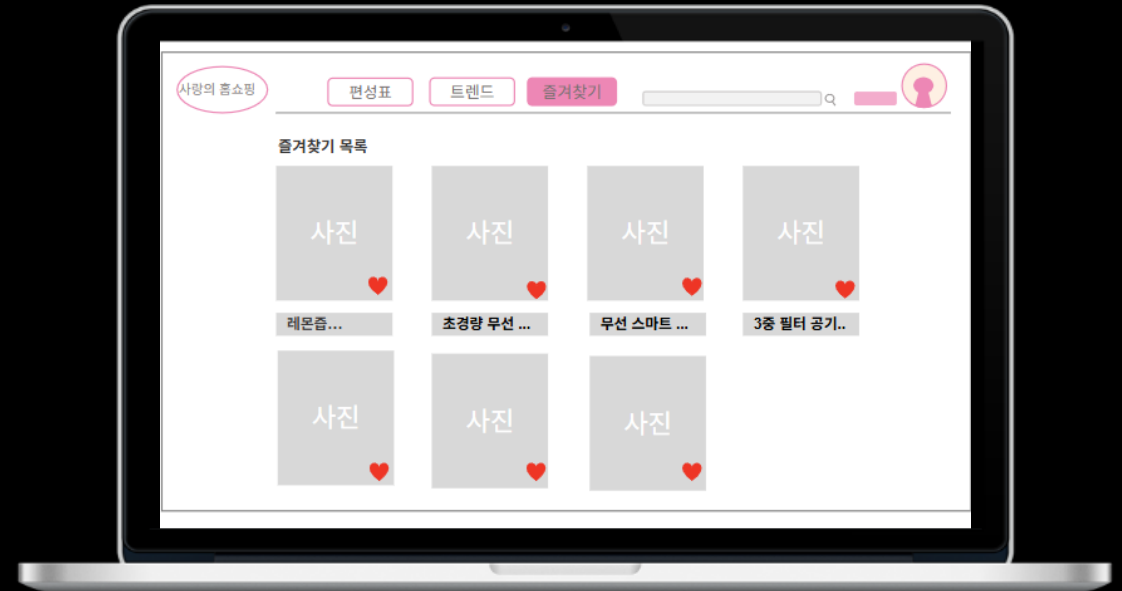 사랑의 홈쇼핑
편성표 트렌드 즐겨찾기
즐겨찾기 목록
사진 사진 사진 사진
레몬즙... 초경량 무선 ... 무선 스마트 ... 3중 필터 공기..
사진 사진 사진